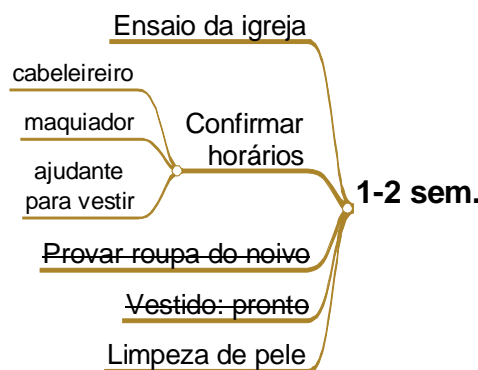 Ensaio da igreja
cabeleireiro
maquiador
ajudante
para vestir
Confirmar
horários
1-2 sem.
Provar roupa do noivo
Vestido: pronto
Limpeza de pele